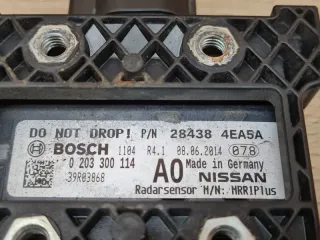 DO NOT DROP! P/N 28438 4EA5A
BOSCH 1104 R4.1 08.06.2014 078
0 203 300 114 A0 Made in Germany
39R03868 NISSAN
Radarsensor M/N: MRR1Plus